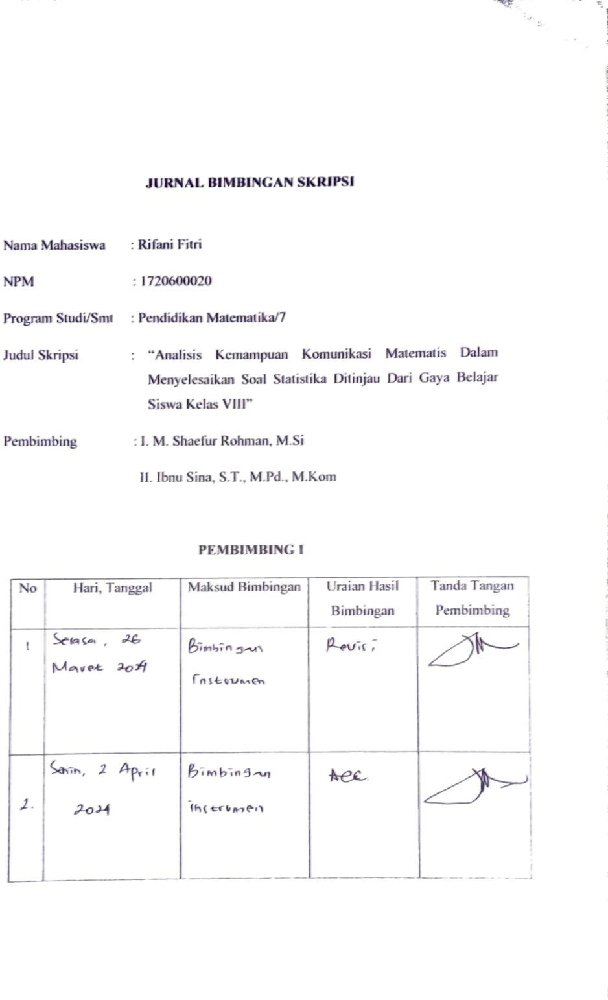 JURNAL BIMBINGAN SKRIPSI
Nama Mahasiswa : Rifani Fitri
NPM : 1720600020
Program Studi/Smt : Pendidikan Matematika/7
Judul Skripsi : “Analisis Kemampuan Komunikasi Matematis Dalam
Menyelesaikan Soal Statistika Ditinjau Dari Gaya Belajar
Siswa Kelas VIII”
Pembimbing : I. M. Shaefur Rohman, M.Si
II. Ibnu Sina, S.T., M.Pd., M.Kom
PEMBIMBING I
No Hari, Tanggal Maksud Bimbingan Uraian Hasil Tanda Tangan
Bimbingan Pembimbing
1 Selasa, 26 Bimbingan Revisi
Maret 2024 Instrumen
Senin, 2 April Bimbingan Acc.
2. 2024 instrumen